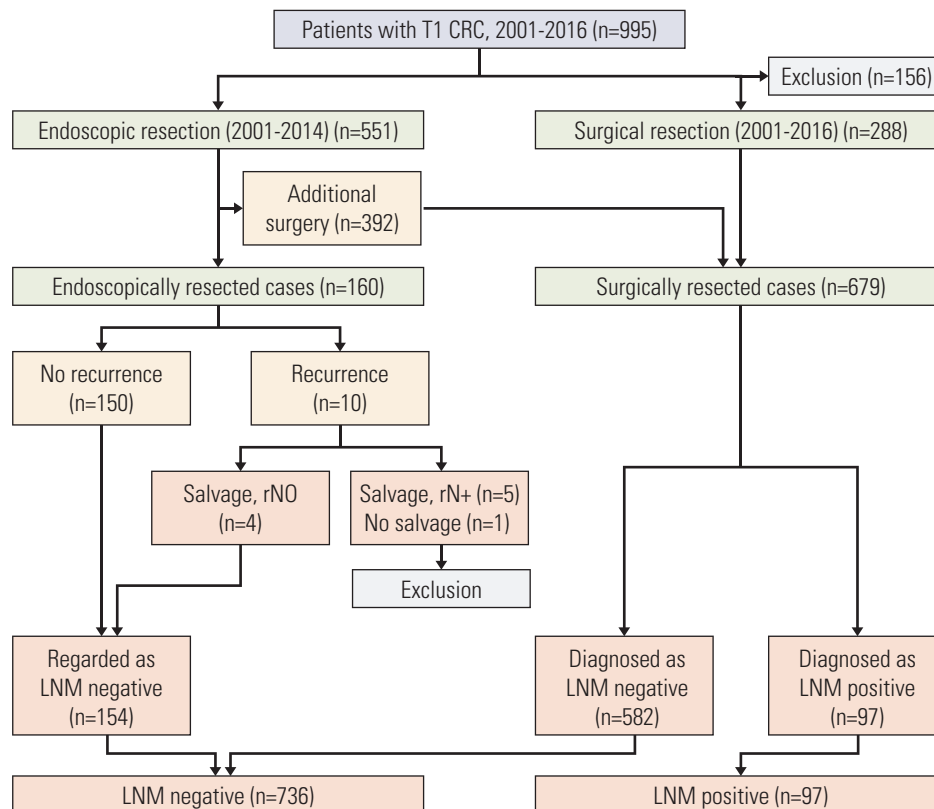 Patients with T1 CRC, 2001-2016 (n=995)
Exclusion (n=156)
Endoscopic resection (2001-2014) (n=551)
Surgical resection (2001-2016) (n=288)
Additional
surgery
(n=392)
Endoscopically resected cases (n=160)
Surgically resected cases (n=679)
No recurrence
(n=150)
Recurrence
(n=10)
Salvage, rN0
(n=4)
Salvage, rN+ (n=5)
No salvage (n=1)
Exclusion
Regarded as
LNM negative
(n=154)
Diagnosed as
LNM negative
(n=582)
Diagnosed as
LNM positive
(n=97)
LNM negative (n=736)
LNM positive (n=97)